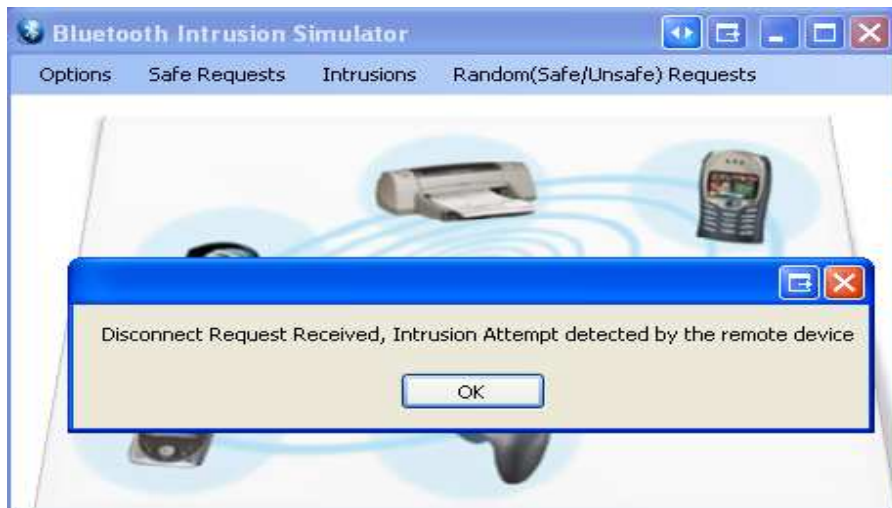 Bluetooth Intrusion Simulator
Options Safe Requests Intrusions Random(Safe/Unsafe) Requests
Disconnect Request Received, Intrusion Attempt detected by the remote device
OK